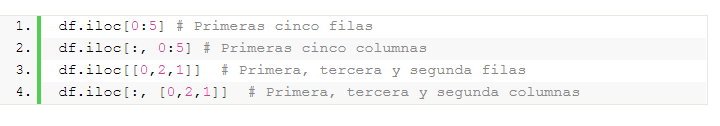 1. df.iloc[0:5] # Primeras cinco filas
2. df.iloc[:, 0:5] # Primeras cinco columnas
3. df.iloc[[0,2,1]]  # Primera, tercera y segunda filas
4. df.iloc[:, [0,2,1]]  # Primera, tercera y segunda columnas